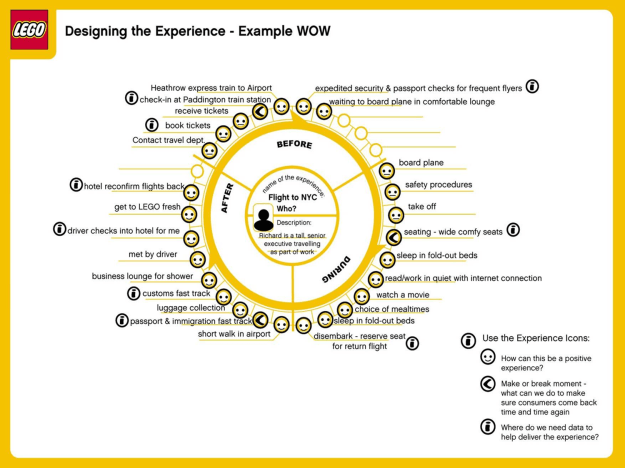 LEGO
Designing the Experience - Example WOW
Heathrow express train to Airport
check-in at Paddington train station
receive tickets
book tickets
Contact travel dept.
expedited security & passport checks for frequent flyers
waiting to board plane in comfortable lounge
BEFORE
board plane
safety procedures
take off
seating - wide comfy seats
sleep in fold-out beds
read/work in quiet with internet connection
watch a movie
choice of mealtimes
sleep in fold-out beds
disembark - reserve seat
for return flight
DURING
AFTER
hotel reconfirm flights back
get to LEGO fresh
driver checks into hotel for me
met by driver
business lounge for shower
customs fast track
luggage collection
passport & immigration fast track
short walk in airport
name of the experience:
Flight to NYC
Who?
Description:
Richard is a tall, senior
executive travelling
as part of work
Use the Experience Icons:
How can this be a positive
experience?
Make or break moment -
what can we do to make
sure consumers come back
time and time again
Where do we need data to
help deliver the experience?